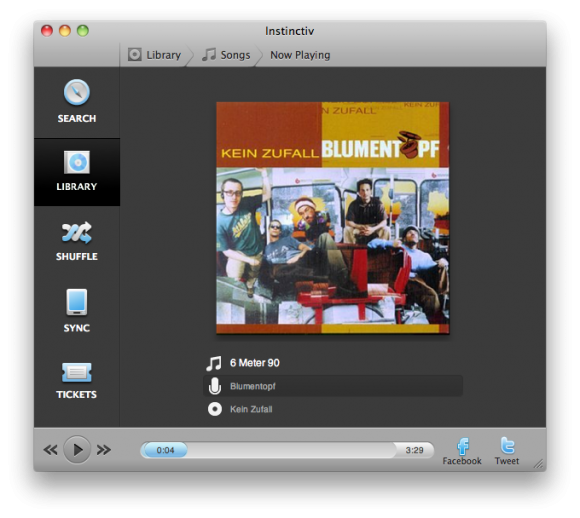 Instinctiv
Library Songs Now Playing
SEARCH
LIBRARY
SHUFFLE
SYNC
TICKETS
N ZUFALL KEIN ZUF
KEIN ZUFALL BLUMENTOPF
6 Meter 90
Blumentopf
Kein Zufall
0:04 3:29
Facebook Tweet